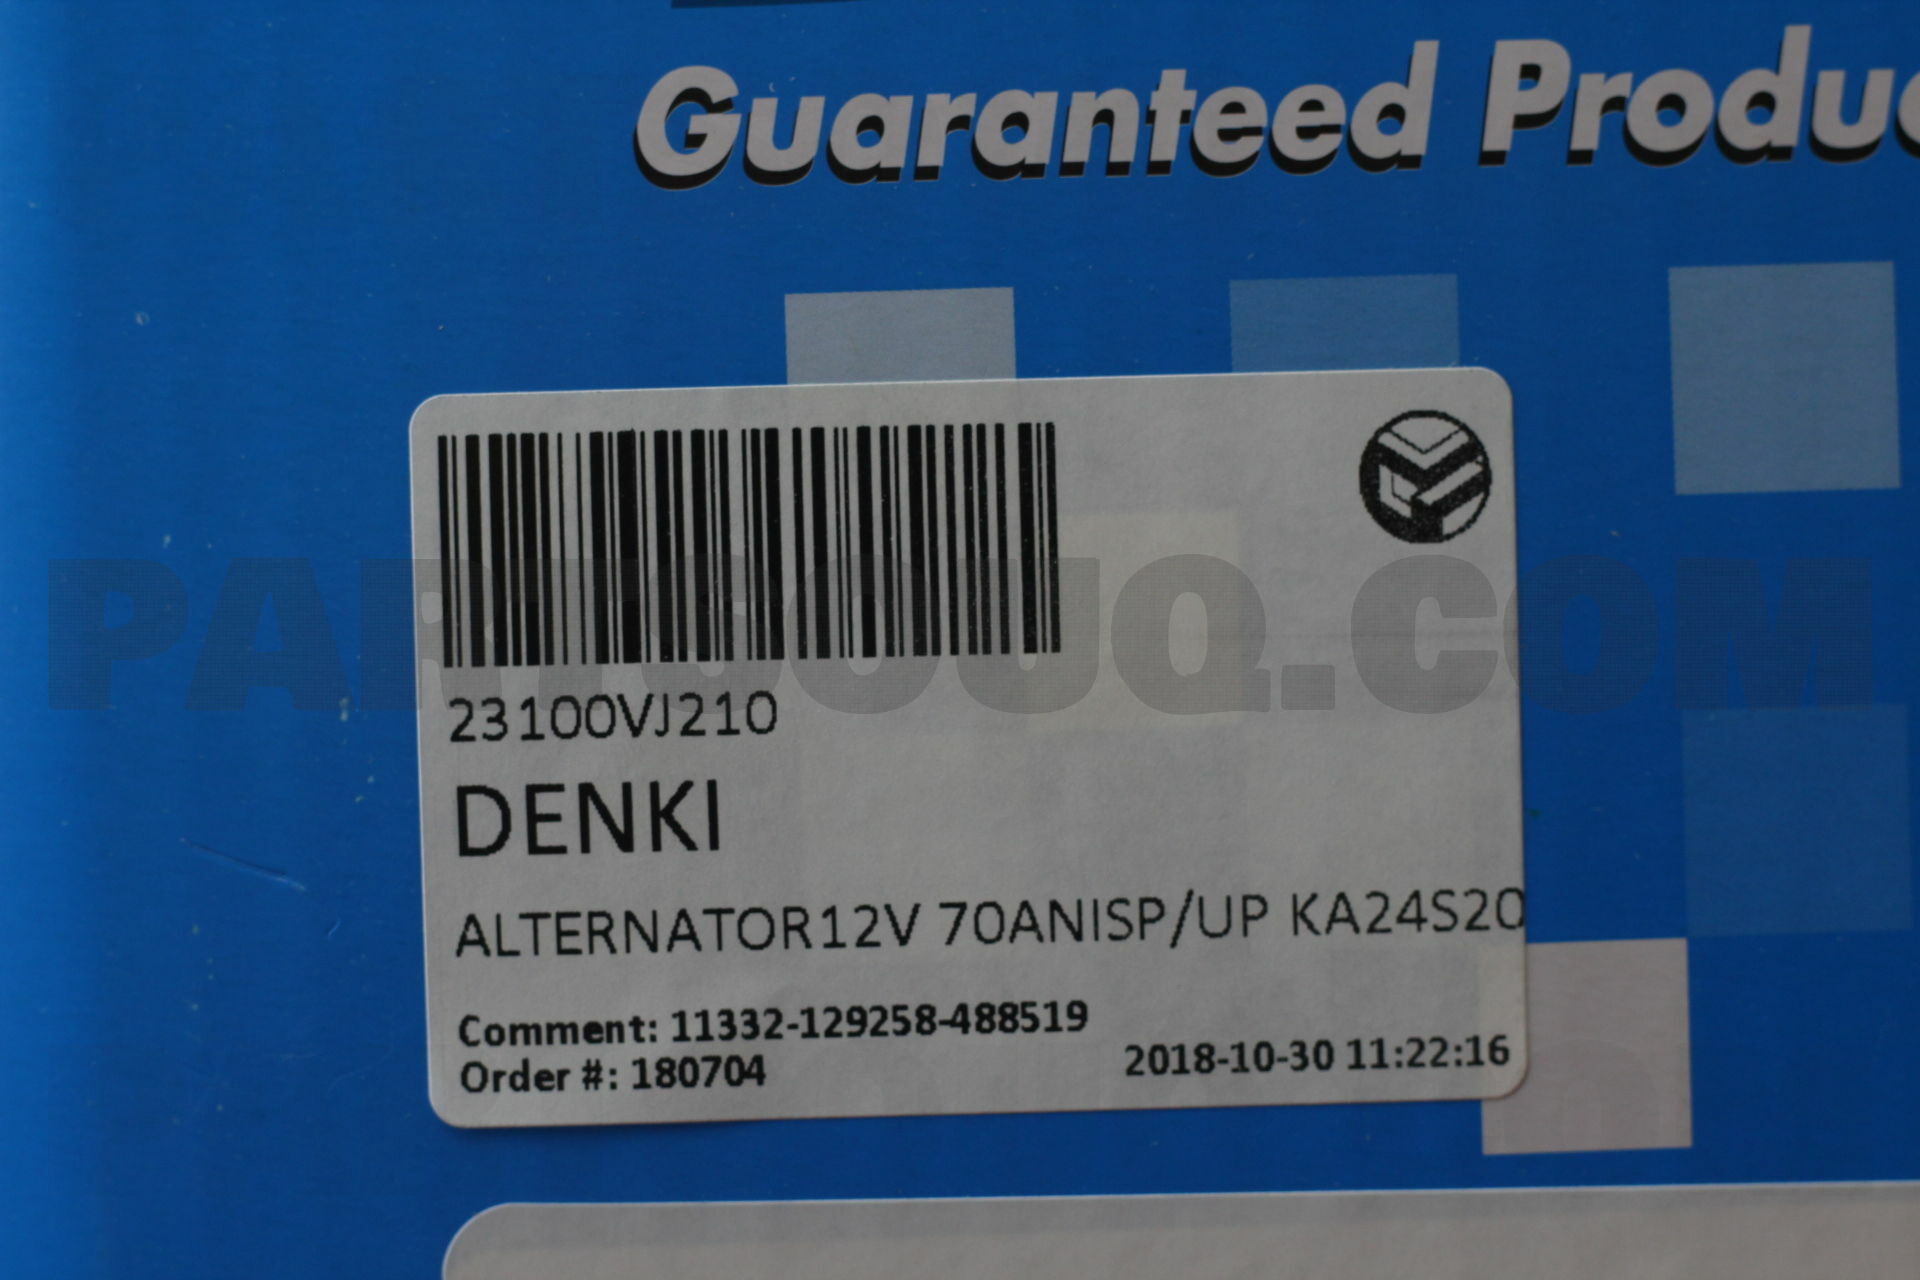 Guaranteed Produc
PARTSOUQ.COM
23100VJ210
DENKI
ALTERNATOR12V 70ANISP/UP KA24S20
Comment: 11332-129258-488519
Order #: 180704
2018-10-30 11:22:16